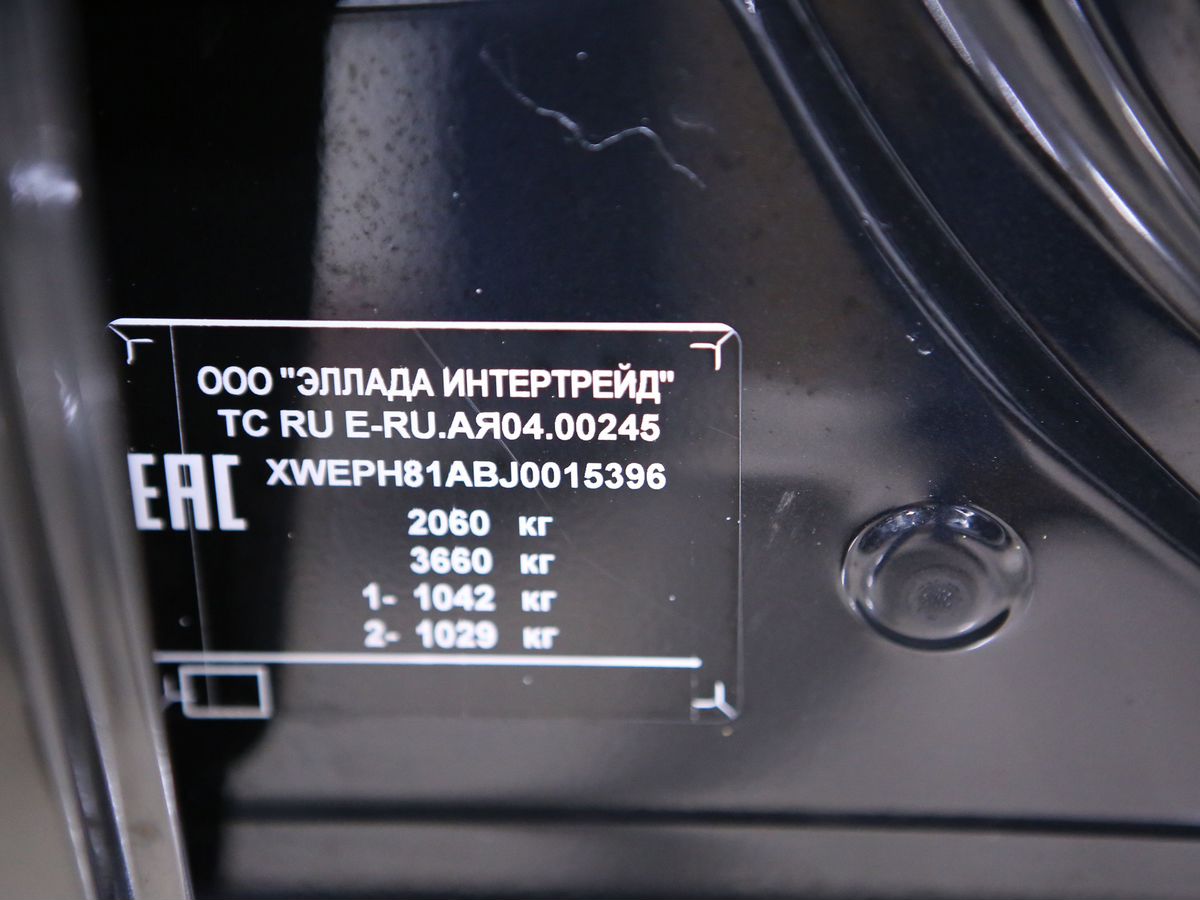 ООО "ЭЛЛАДА ИНТЕРТРЕЙД"
ТС RU E-RU.АЯ04.00245
EAC XWEPH81ABJ0015396
2060 кг
3660 кг
1- 1042 кг
2- 1029 кг